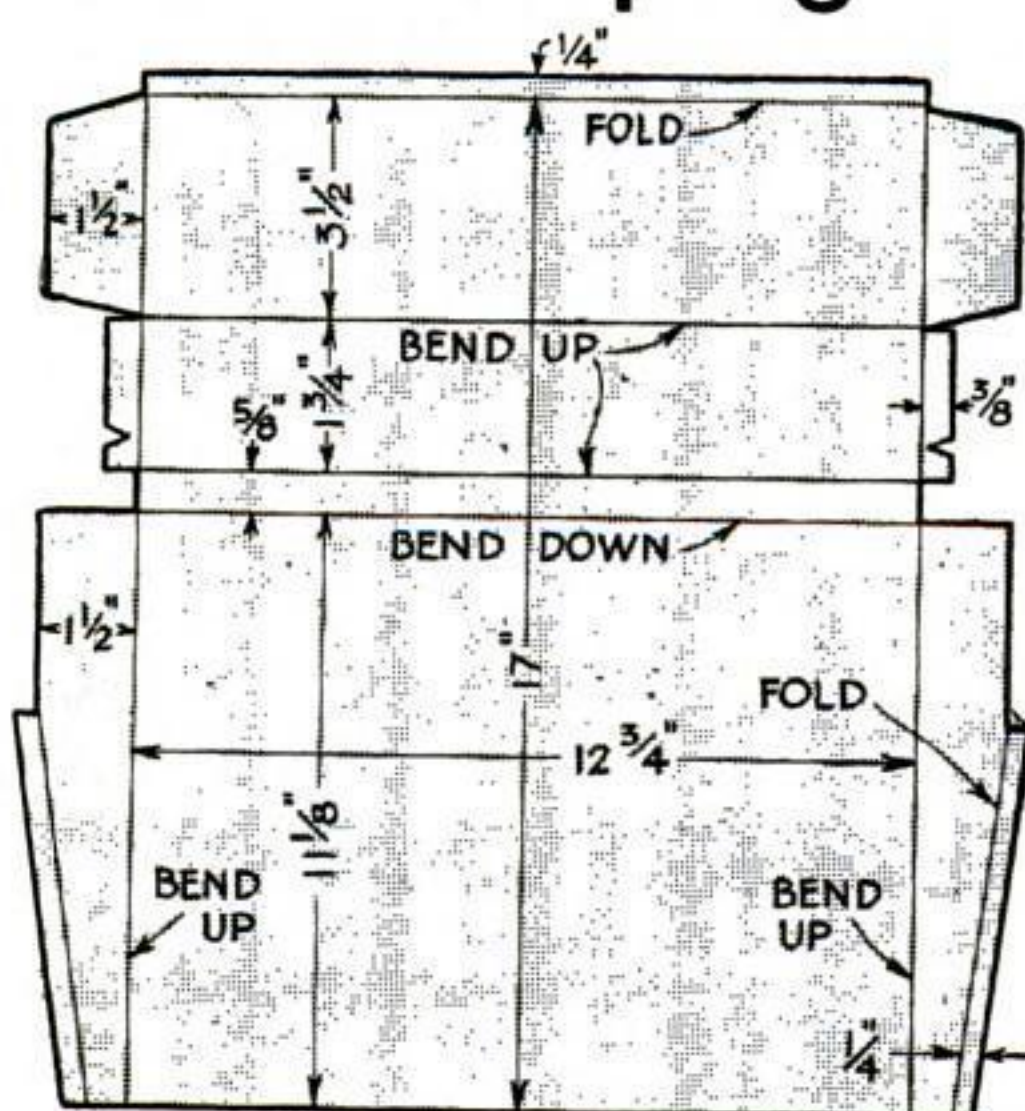 1/4"
FOLD
1 1/2"
3 1/2"
BEND UP
1 3/4"
5/8"
3/8"
BEND DOWN
1 1/2"
17"
FOLD
12 3/4"
11 1/8"
BEND
UP
BEND
UP
1/4"